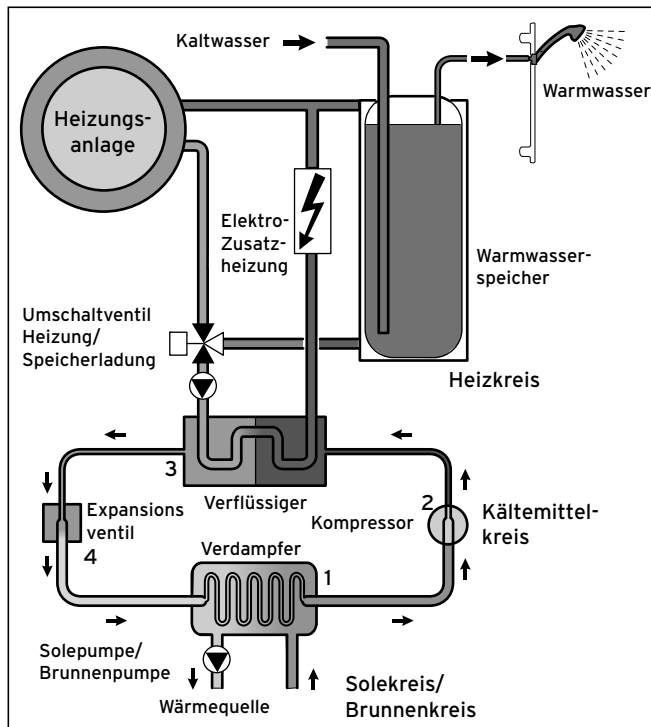 Kaltwasser
Warmwasser
Heizungs-
anlage
Elektro-
Zusatz-
heizung
Warmwasser-
speicher
Umschaltventil
Heizung/
Speicherladung
Heizkreis
3
Verflüssiger
2
Kompressor
Kältemittel-
kreis
Expansions
ventil
4
Verdampfer
1
Solepumpe/
Brunnenpumpe
Wärmequelle
Solekreis/
Brunnenkreis